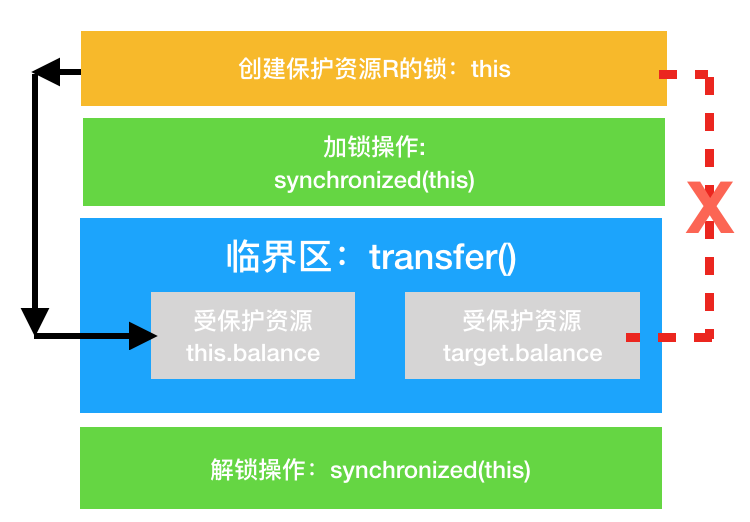 创建保护资源R的锁：this
加锁操作:
synchronized(this)
临界区：transfer()
受保护资源
this.balance
受保护资源
target.balance
X
解锁操作：synchronized(this)